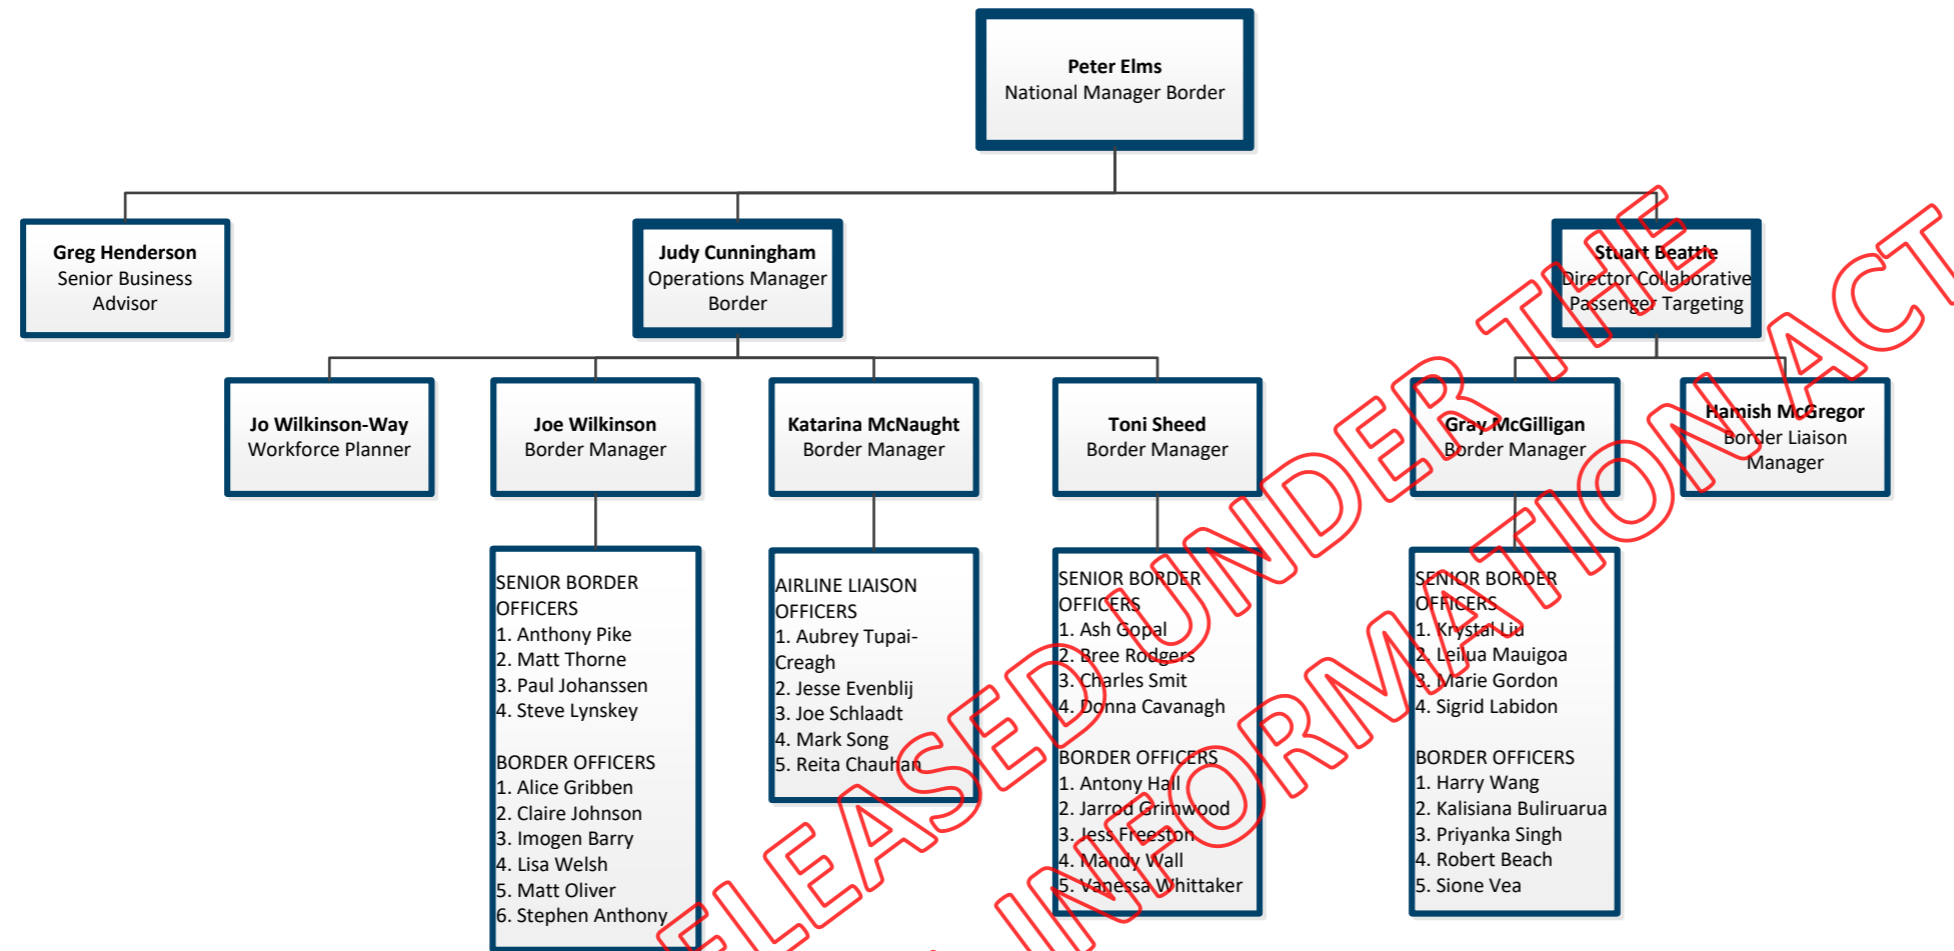 Peter Elms
National Manager Border
Greg Henderson
Senior Business
Advisor
Judy Cunningham
Operations Manager
Border
Stuart Beattie
Director Collaborative
Passenger Targeting
Jo Wilkinson-Way
Workforce Planner
Joe Wilkinson
Border Manager
Katarina McNaught
Border Manager
Toni Sheed
Border Manager
Gray McGilligan
Border Manager
Hamish McGregor
Border Liaison
Manager
SENIOR BORDER
OFFICERS
1. Anthony Pike
2. Matt Thorne
3. Paul Johanssen
4. Steve Lynskey
BORDER OFFICERS
1. Alice Gribben
2. Claire Johnson
3. Imogen Barry
4. Lisa Welsh
5. Matt Oliver
6. Stephen Anthony
AIRLINE LIAISON
OFFICERS
1. Aubrey Tupai-
Creagh
2. Jesse Evenblij
3. Joe Schlaadt
4. Mark Song
5. Reita Chauhan
SENIOR BORDER
OFFICERS
1. Ash Gopal
2. Bree Rodgers
3. Charles Smit
4. Donna Cavanagh
BORDER OFFICERS
1. Antony Hall
2. Jarrod Grimwood
3. Jess Freeston
4. Mandy Wall
5. Vanessa Whittaker
SENIOR BORDER
OFFICERS
1. Krystal Liu
2. Leilua Mauigoa
3. Marie Gordon
4. Sigrid Labidon
BORDER OFFICERS
1. Harry Wang
2. Kalisiana Buliruarua
3. Priyanka Singh
4. Robert Beach
5. Sione Vea
ELEASED UNDER THE
INFORMATION ACT